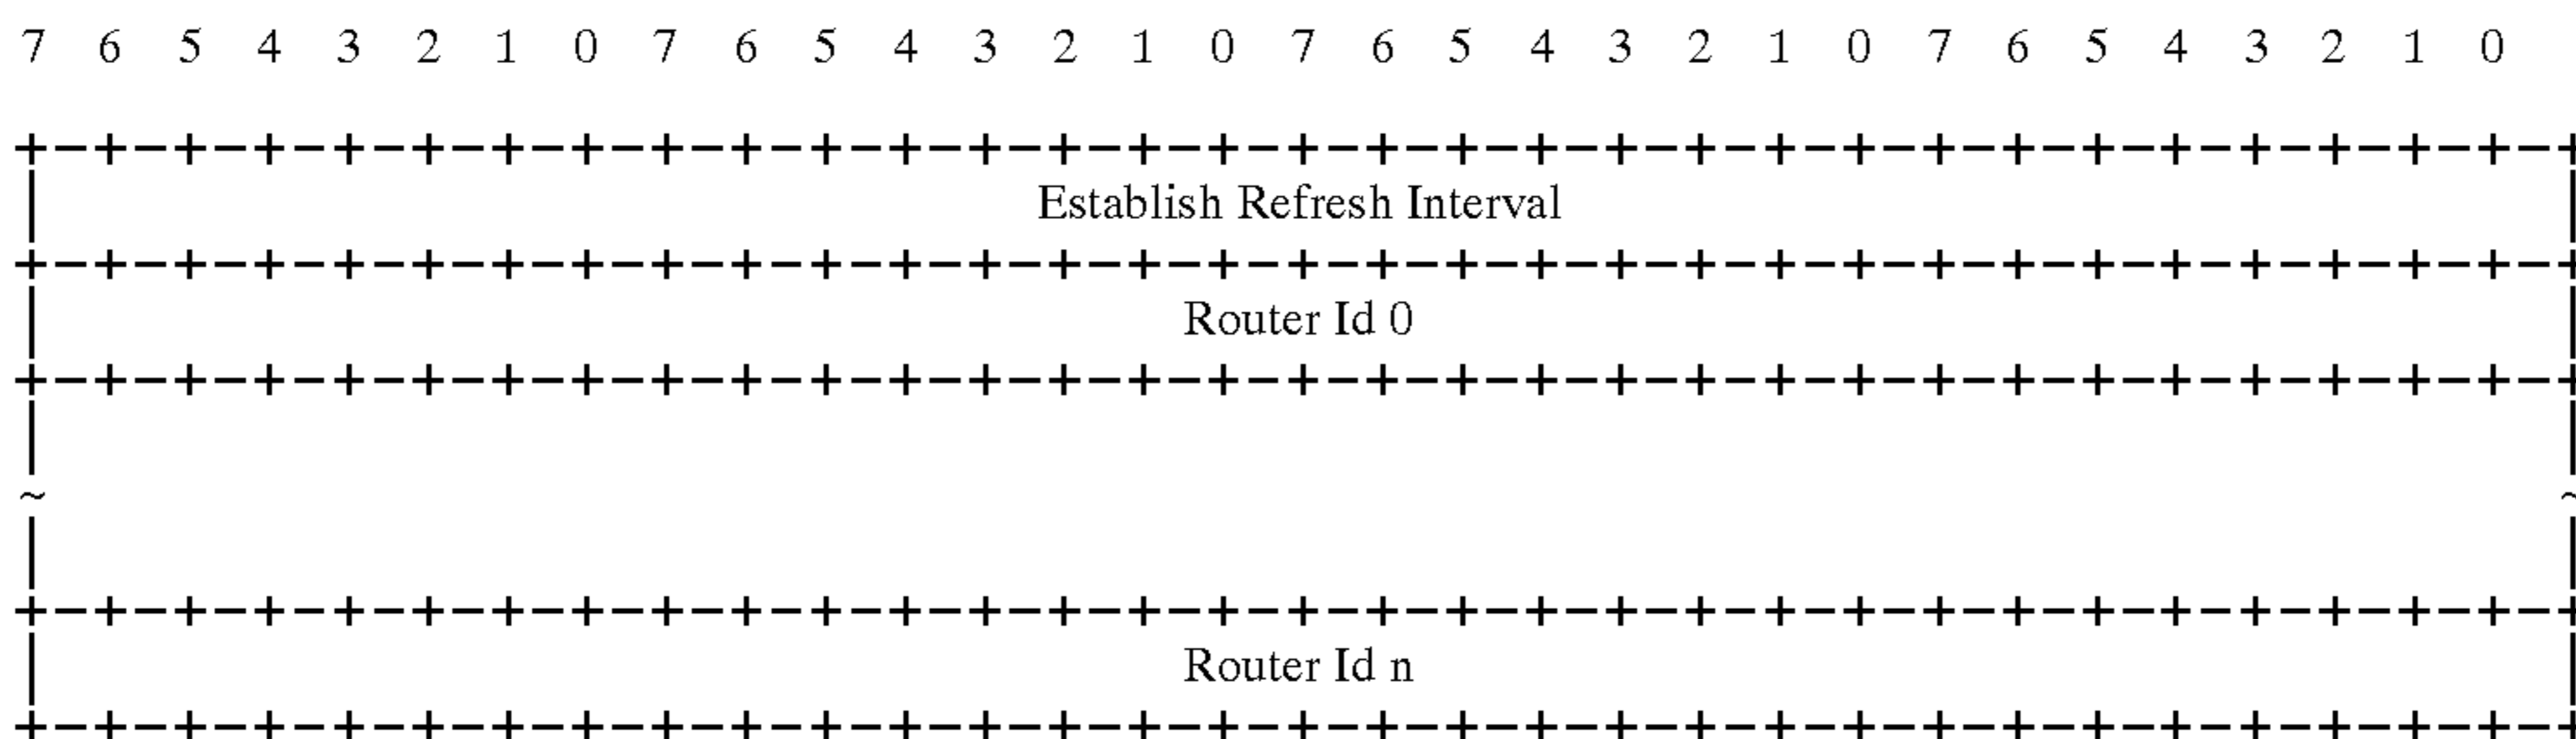 7 6 5 4 3 2 1 0 7 6 5 4 3 2 1 0 7 6 5 4 3 2 1 0 7 6 5 4 3 2 1 0
+-+-+-+-+-+-+-+-+-+-+-+-+-+-+-+-+-+-+-+-+-+-+-+-+-+-+-+-+-+-+-+-+
| Establish Refresh Interval |
+-+-+-+-+-+-+-+-+-+-+-+-+-+-+-+-+-+-+-+-+-+-+-+-+-+-+-+-+-+-+-+-+
| Router Id 0 |
+-+-+-+-+-+-+-+-+-+-+-+-+-+-+-+-+-+-+-+-+-+-+-+-+-+-+-+-+-+-+-+-+
| |
~ ~
| |
+-+-+-+-+-+-+-+-+-+-+-+-+-+-+-+-+-+-+-+-+-+-+-+-+-+-+-+-+-+-+-+-+
| Router Id n |
+-+-+-+-+-+-+-+-+-+-+-+-+-+-+-+-+-+-+-+-+-+-+-+-+-+-+-+-+-+-+-+-+